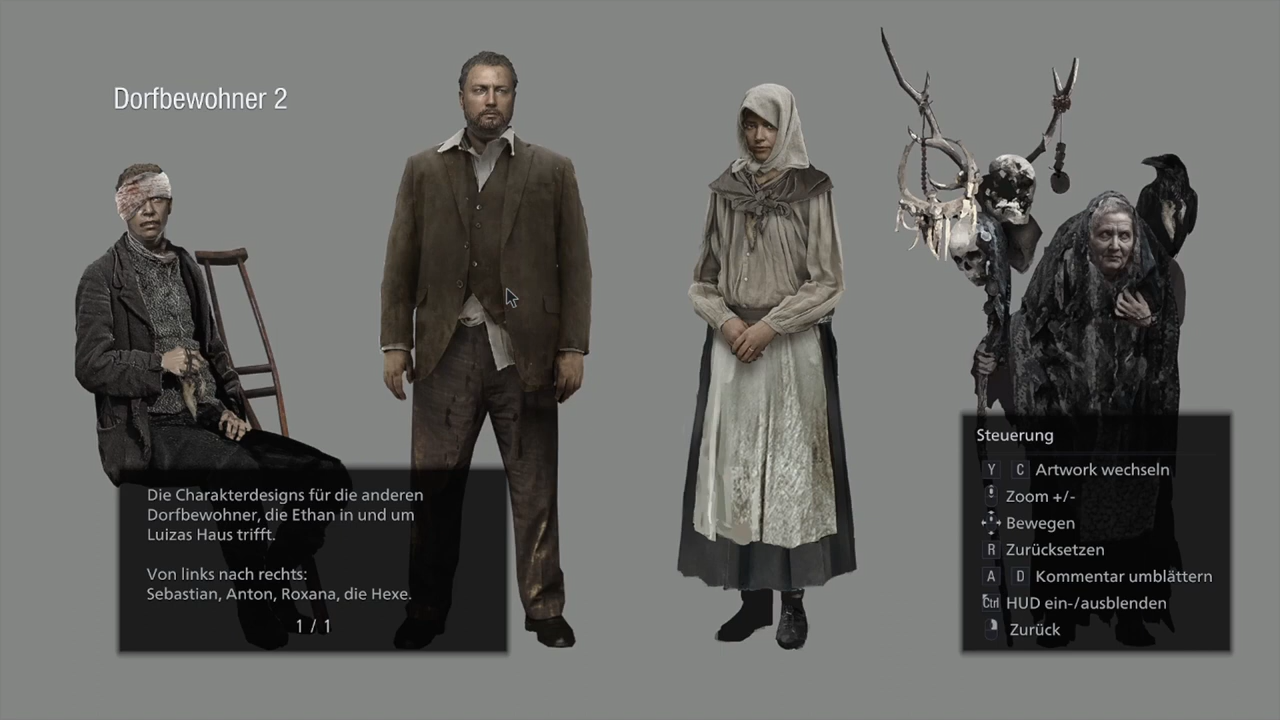 Dorfbewohner 2
Die Charakterdesigns für die anderen
Dorfbewohner, die Ethan in und um
Luizas Haus trifft.
Von links nach rechts:
Sebastian, Anton, Roxana, die Hexe.
1 / 1
Steuerung
Y C Artwork wechseln
Zoom +/-
Bewegen
R Zurücksetzen
A D Kommentar umblättern
Ctrl HUD ein-/ausblenden
Zurück